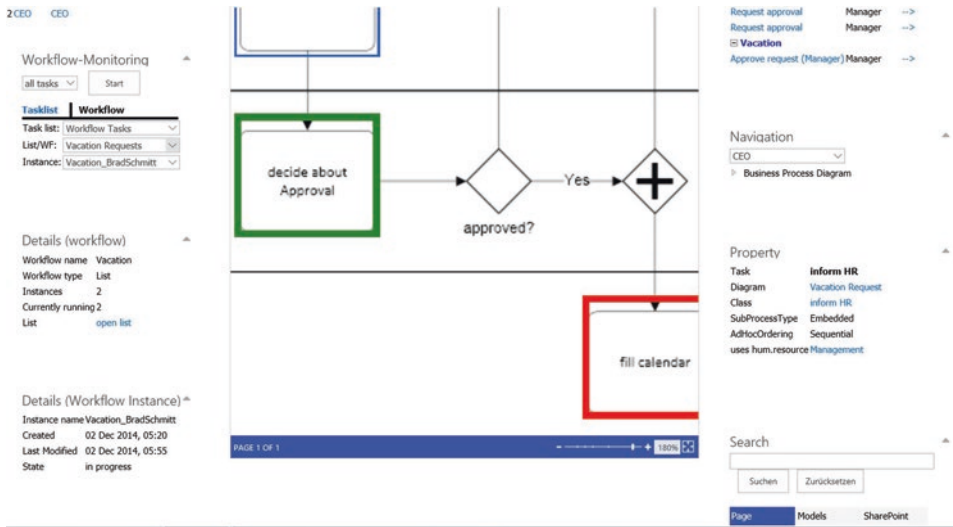 2 CEO CEO
Workflow-Monitoring
all tasks Start
Tasklist Workflow
Task list: Workflow Tasks
List/WF: Vacation Requests
Instance: Vacation_BradSchmitt
Details (workflow)
Workflow name Vacation
Workflow type List
Instances 2
Currently running 2
List open list
Details (Workflow Instance)
Instance name Vacation_BradSchmitt
Created 02 Dec 2014, 05:20
Last Modified 02 Dec 2014, 05:55
State in progress
decide about
Approval
approved?
Yes
fill calendar
PAGE 1 OF 1
180%
Request approval Manager -->
Request approval Manager -->
Vacation
Approve request (Manager) Manager -->
Navigation
CEO
Business Process Diagram
Property
Task inform HR
Diagram Vacation Request
Class inform HR
SubProcessType Embedded
AdHocOrdering Sequential
uses hum.resource Management
Search
Suchen Zurücksetzen
Page Models SharePoint